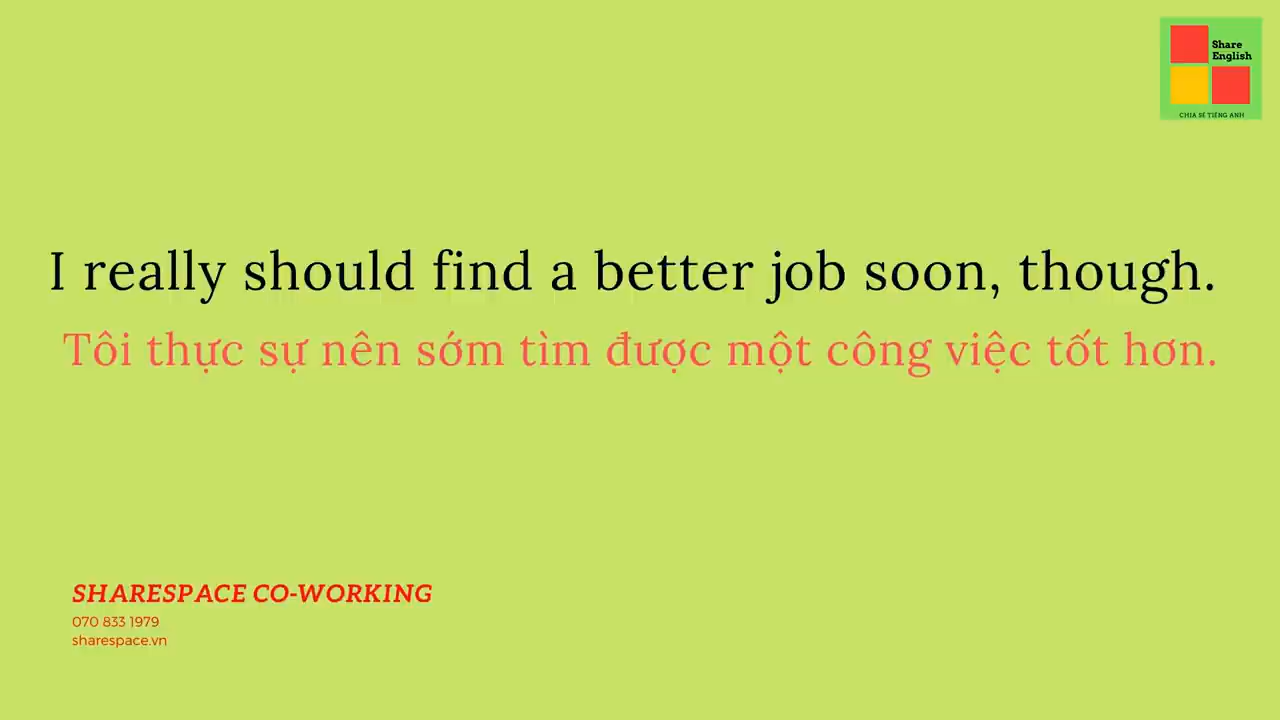 Share
English
CHIA SẺ TIẾNG ANH
I really should find a better job soon, though.
Tôi thực sự nên sớm tìm được một công việc tốt hơn.
SHARESPACE CO-WORKING
070 833 1979
sharespace.vn